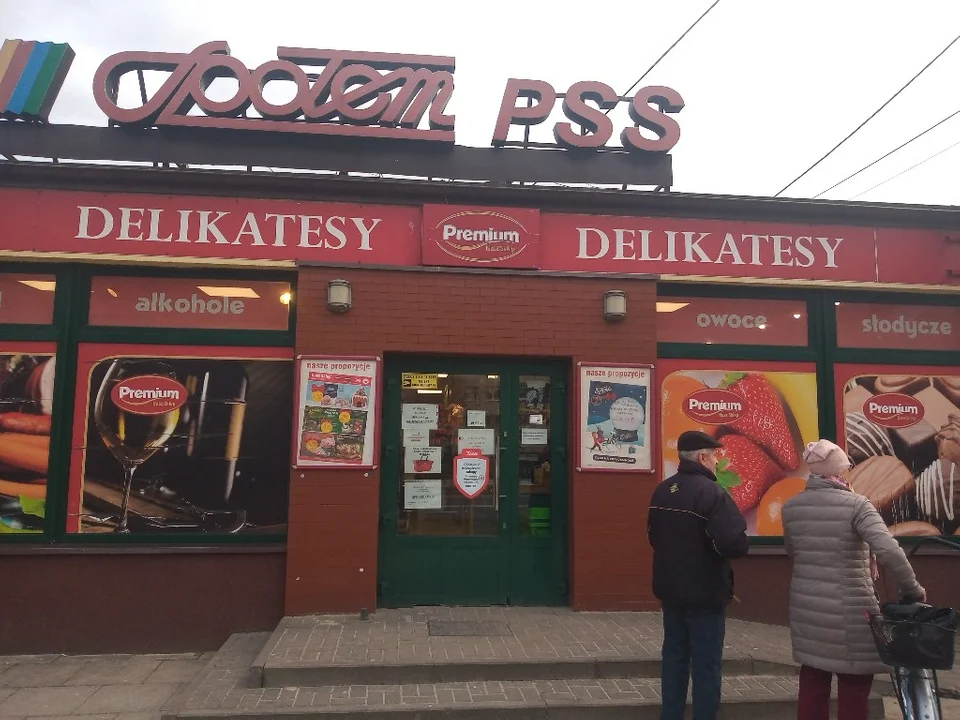 Społem PSS
DELIKATESY
Premium
DELIKATESY
alkohole
owoce
słodycze
nasze propozycje
nasze propozycje
Premium
Premium
Premium